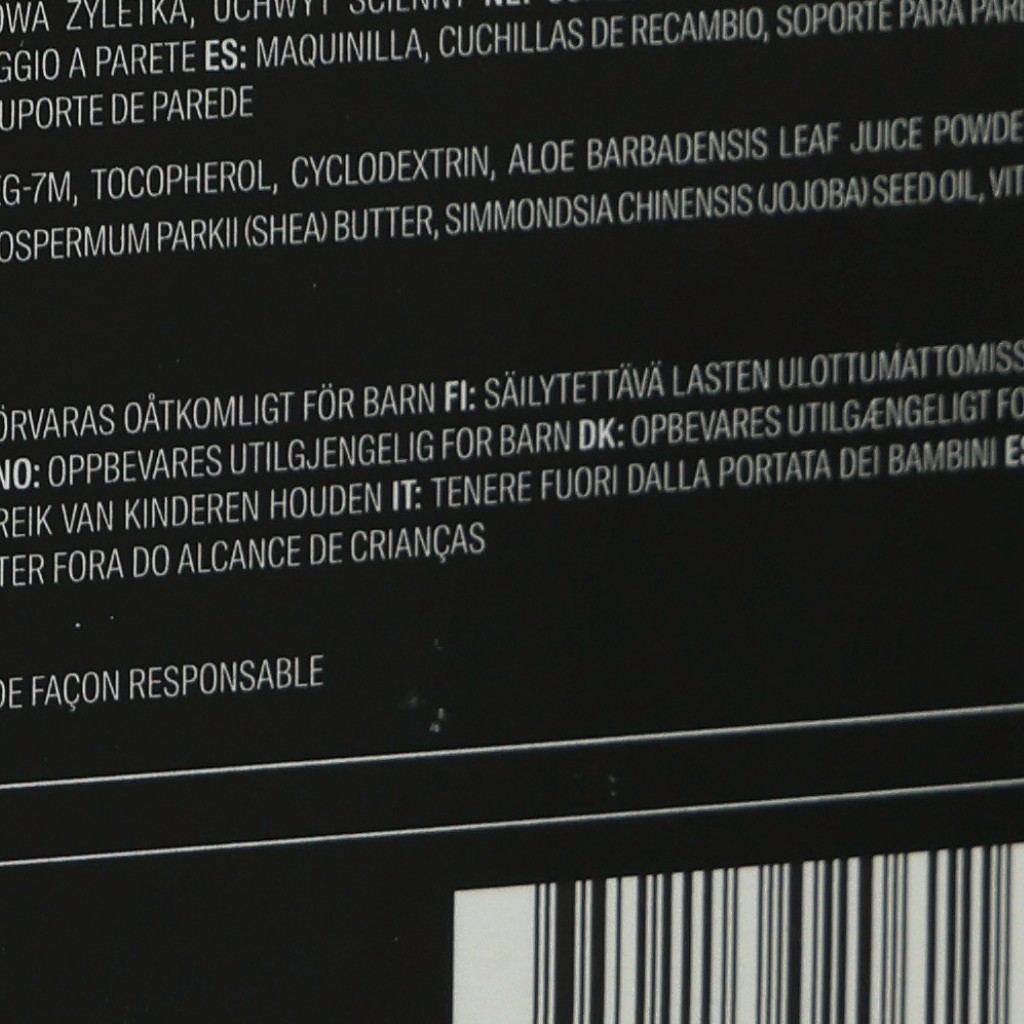 OWA ŻYLETKA, UCHWYT ŚCIENNY NL:
GGIO A PARETE ES: MAQUINILLA, CUCHILLAS DE RECAMBIO, SOPORTE PARA PARE
UPORTE DE PAREDE
EG-7M, TOCOPHEROL, CYCLODEXTRIN, ALOE BARBADENSIS LEAF JUICE POWDE
OSPERMUM PARKII (SHEA) BUTTER, SIMMONDSIA CHINENSIS (JOJOBA) SEED OIL, VIT
ÖRVARAS OÅTKOMLIGT FÖR BARN FI: SÄILYTETTÄVÄ LASTEN ULOTTUMATTOMISS
NO: OPPBEVARES UTILGJENGELIG FOR BARN DK: OPBEVARES UTILGÆNGELIGT FO
REIK VAN KINDEREN HOUDEN IT: TENERE FUORI DALLA PORTATA DEI BAMBINI ES
TER FORA DO ALCANCE DE CRIANÇAS
DE FAÇON RESPONSABLE